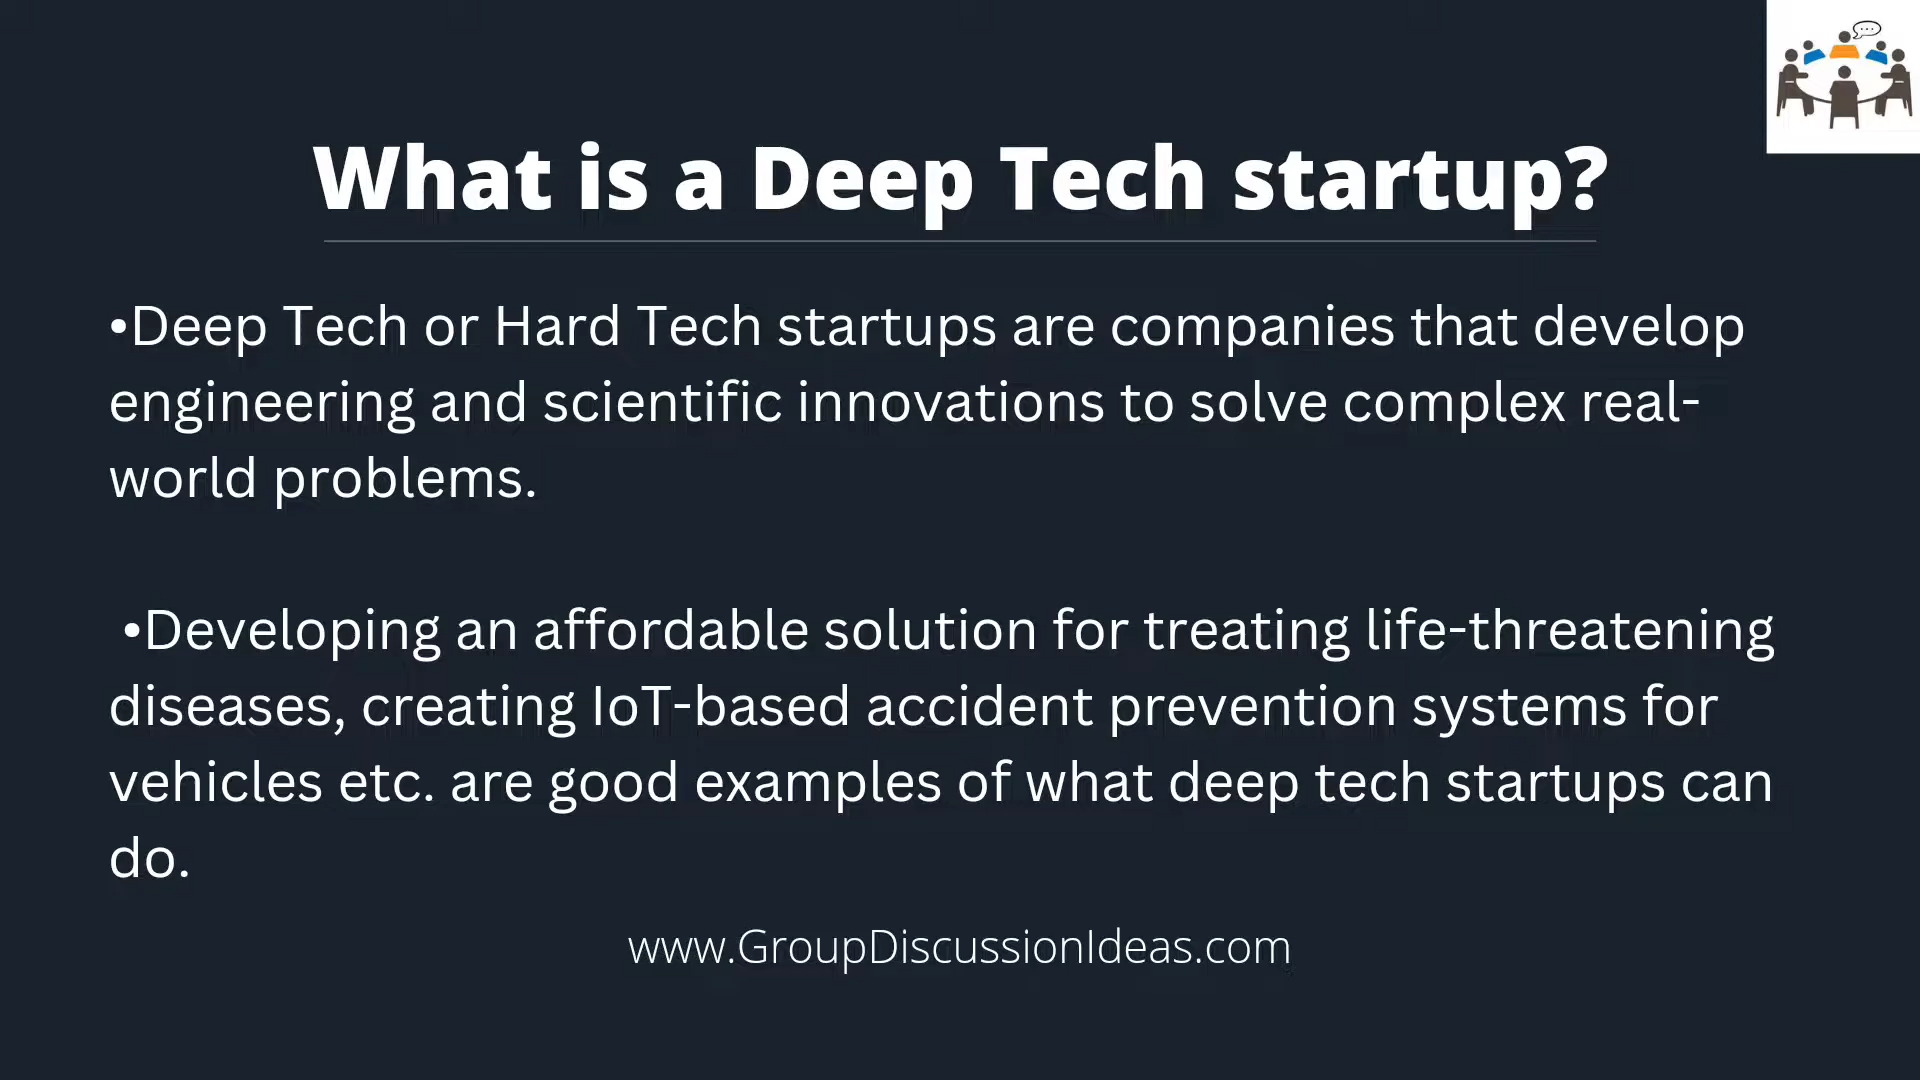 What is a Deep Tech startup?
•Deep Tech or Hard Tech startups are companies that develop
engineering and scientific innovations to solve complex real-
world problems.
•Developing an affordable solution for treating life-threatening
diseases, creating IoT-based accident prevention systems for
vehicles etc. are good examples of what deep tech startups can
do.
www.GroupDiscussionIdeas.com